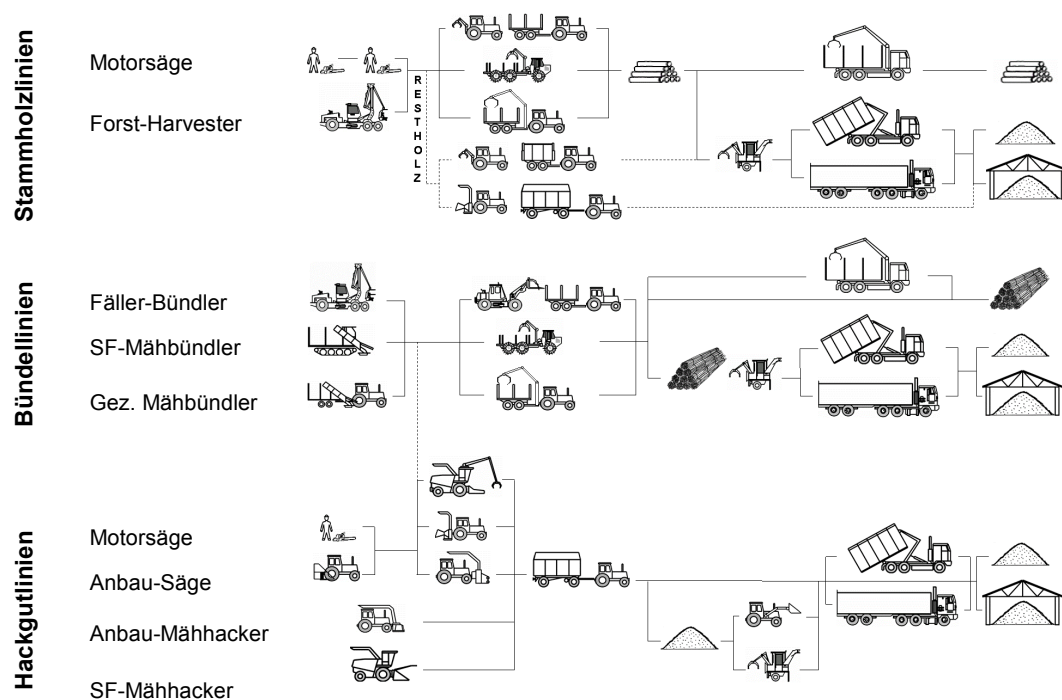 Stammholzlinien
Motorsäge
Forst-Harvester
RESTHOLZ
Bündellinien
Fäller-Bündler
SF-Mähbündler
Gez. Mähbündler
Hackgutlinien
Motorsäge
Anbau-Säge
Anbau-Mähhacker
SF-Mähhacker